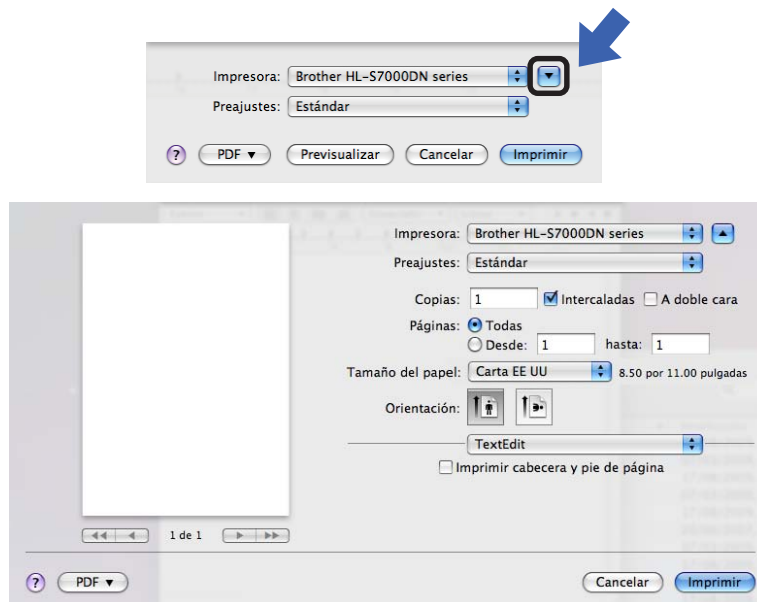 Impresora: Brother HL-S7000DN series
Preajustes: Estándar
? PDF ▼ Previsualizar Cancelar Imprimir
Impresora: Brother HL-S7000DN series
Preajustes: Estándar
Copias: 1 Intercaladas A doble cara
Páginas: Todas
Desde: 1 hasta: 1
Tamaño del papel: Carta EE UU 8.50 por 11.00 pulgadas
Orientación:
TextEdit
Imprimir cabecera y pie de página
1 de 1
? PDF ▼ Cancelar Imprimir